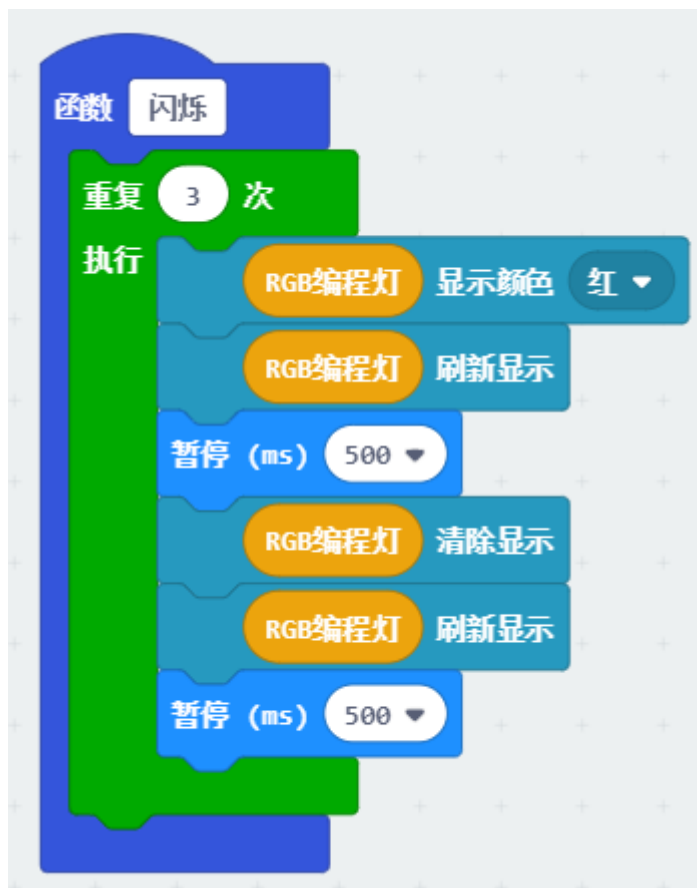 函数 闪烁
重复 3 次
执行 RGB编程灯 显示颜色 红
RGB编程灯 刷新显示
暂停 (ms) 500
RGB编程灯 清除显示
RGB编程灯 刷新显示
暂停 (ms) 500